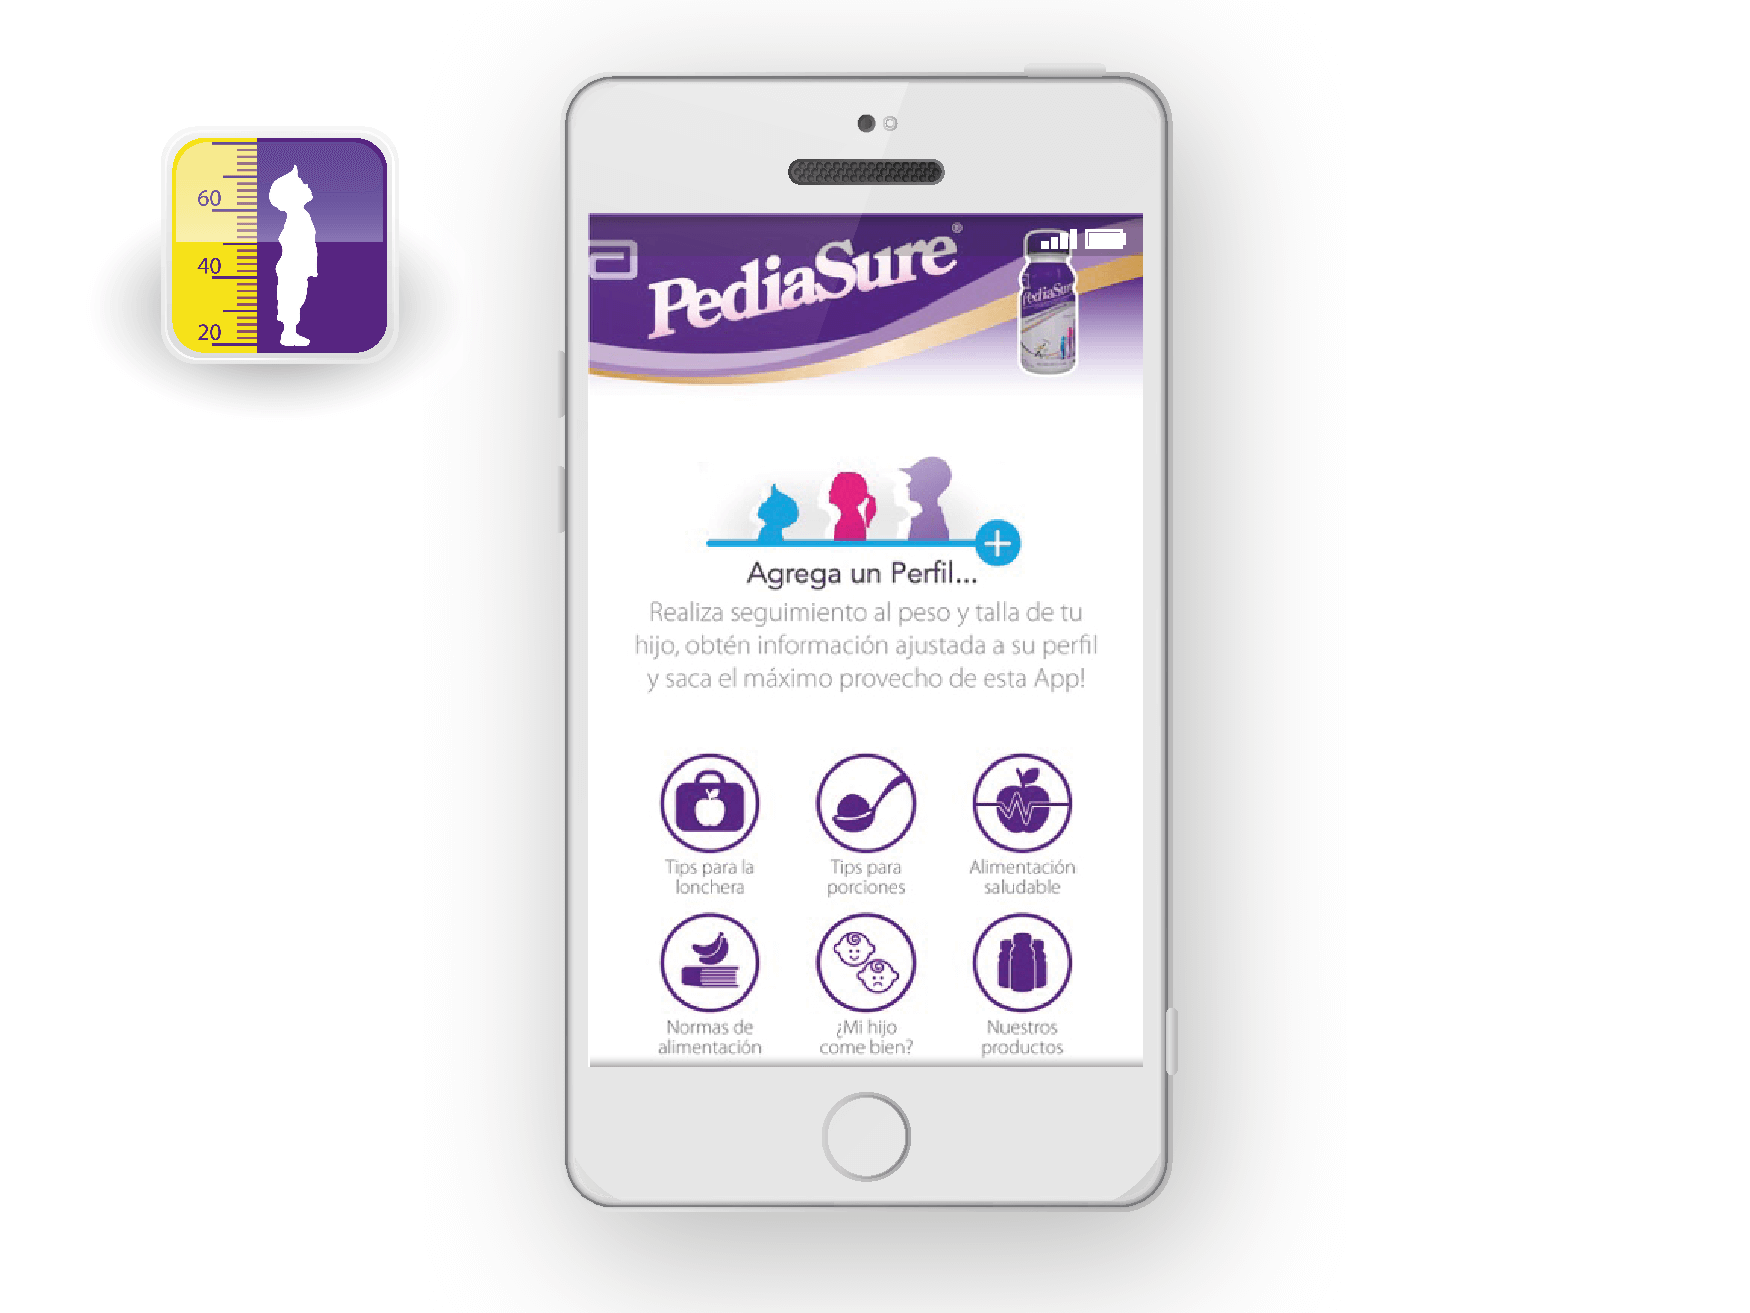 60
40
20
PediaSure®
PediaSure
Agrega un Perfil...
Realiza seguimiento al peso y talla de tu
hijo, obtén información ajustada a su perfil
y saca el máximo provecho de esta App!
Tips para la
lonchera
Tips para
porciones
Alimentación
saludable
Normas de
alimentación
¿Mi hijo
come bien?
Nuestros
productos